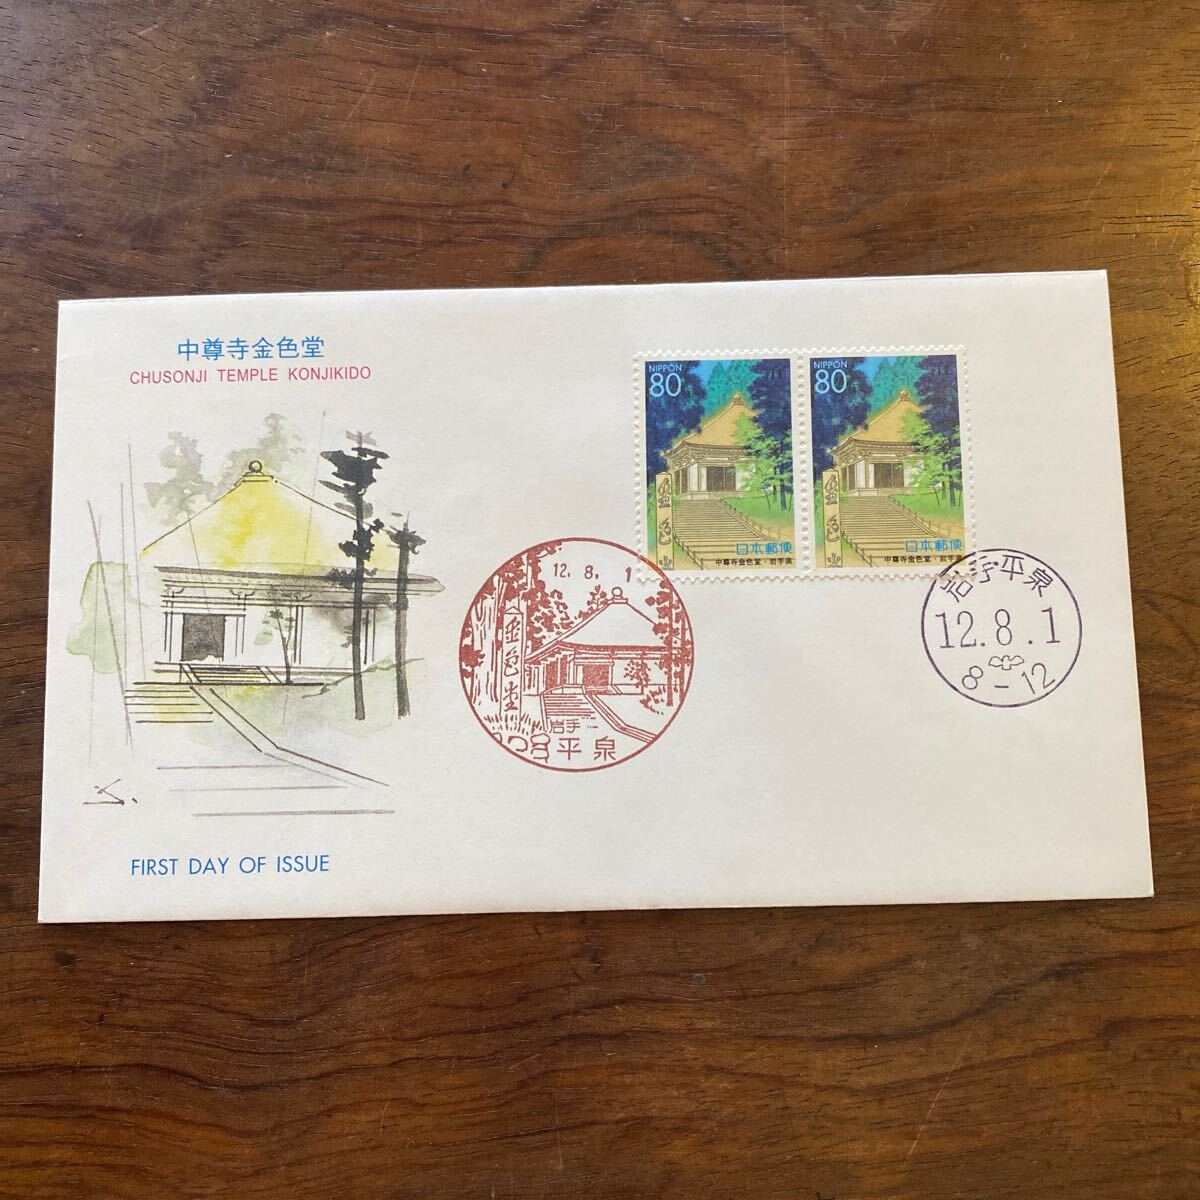 中尊寺金色堂
CHUSONJI TEMPLE KONJIKIDO
FIRST DAY OF ISSUE
NIPPON
80
日本郵便
中尊寺金色堂・岩手県
NIPPON
80
日本郵便
中尊寺金色堂・岩手県
12.8.1
金色堂
岩手
平泉
岩手平泉
12.8.1
8-12